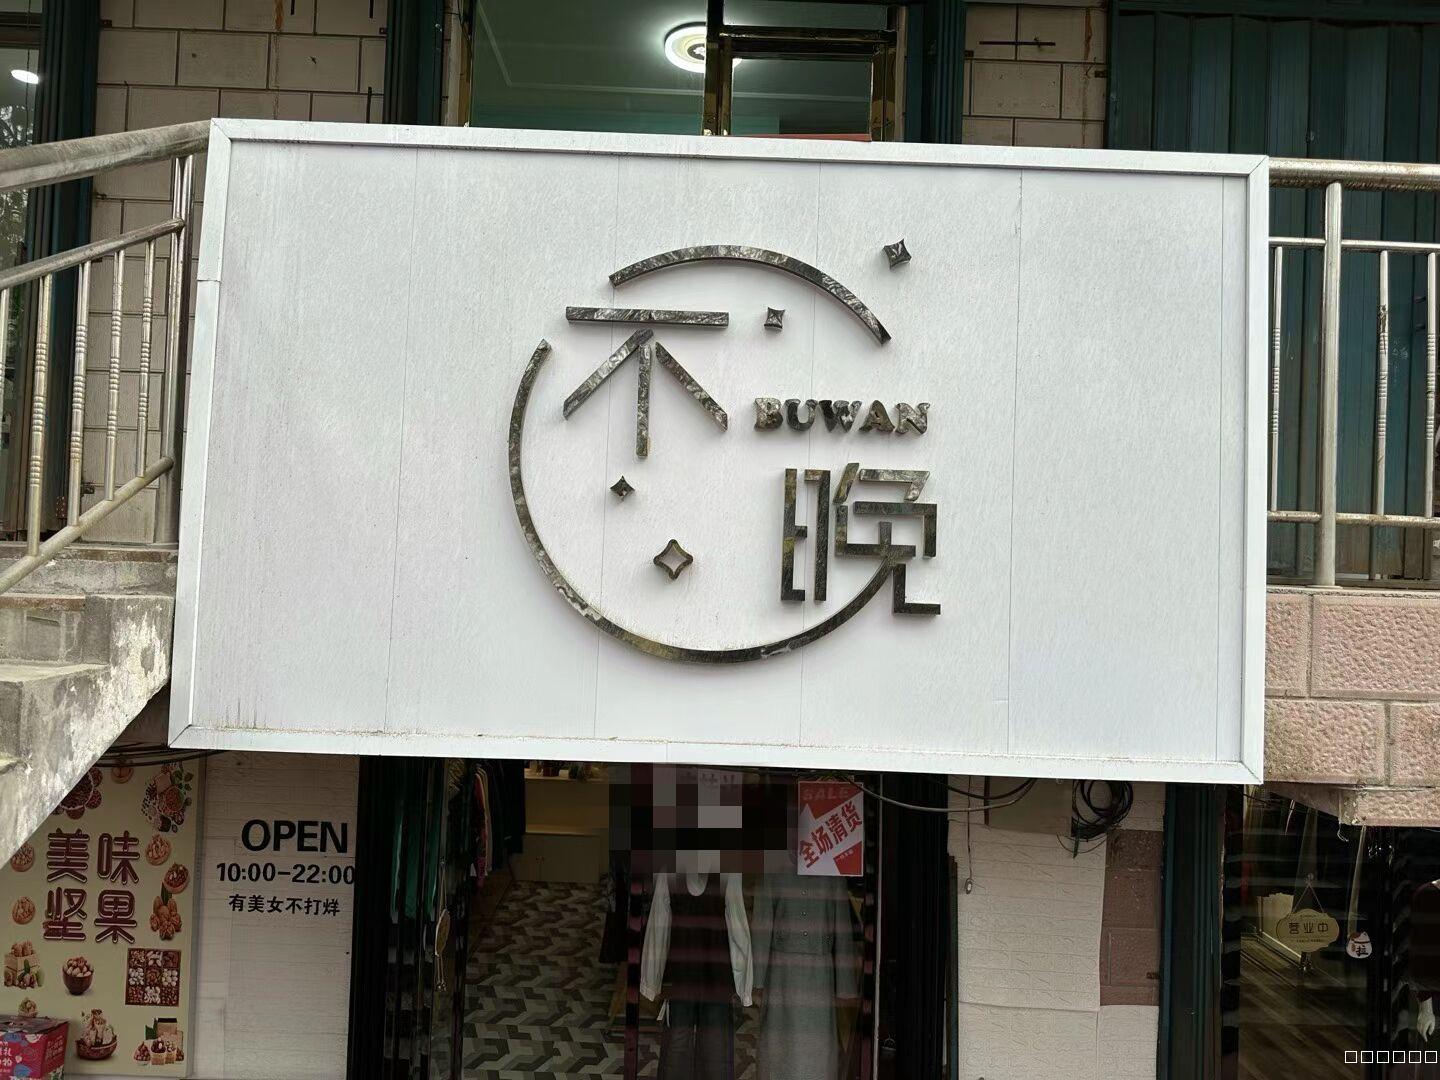 不
BUWAN
晚
美味
坚果
OPEN
10:00-22:00
有美女不打烊
SALE
全场清货
营业中